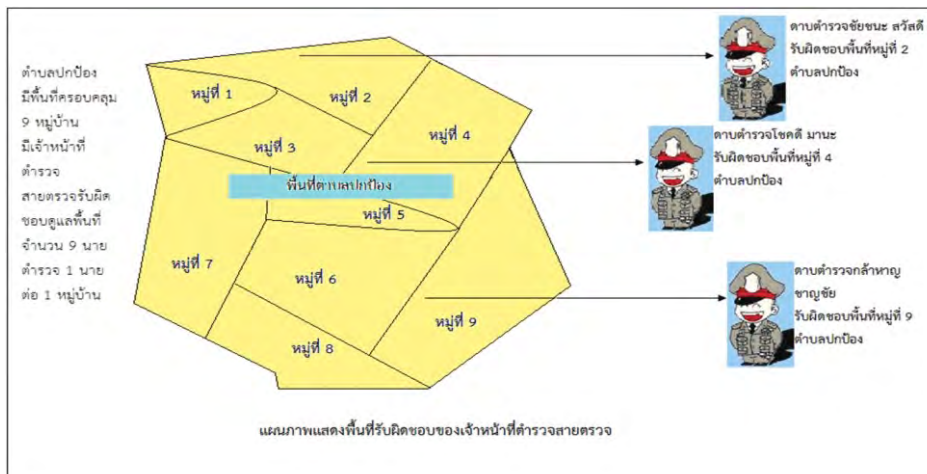 ตำบลปกป้อง
มีพื้นที่ครอบคลุม
9 หมู่บ้าน
มีเจ้าหน้าที่
ตำรวจ
สายตรวจรับผิด
ชอบดูแลพื้นที่
จำนวน 9 นาย
ตำรวจ 1 นาย
ต่อ 1 หมู่บ้าน
หมู่ที่ 1
หมู่ที่ 2
หมู่ที่ 3
หมู่ที่ 4
พื้นที่ตำบลปกป้อง
หมู่ที่ 5
หมู่ที่ 6
หมู่ที่ 7
หมู่ที่ 8
หมู่ที่ 9
ดาบตำรวจชัยชนะ สวัสดี
รับผิดชอบพื้นที่หมู่ที่ 2
ตำบลปกป้อง
ดาบตำรวจโชคดี มานะ
รับผิดชอบพื้นที่หมู่ที่ 4
ตำบลปกป้อง
ดาบตำรวจกล้าหาญ
ชาญชัย
รับผิดชอบพื้นที่หมู่ที่ 9
ตำบลปกป้อง
แผนภาพแสดงพื้นที่รับผิดชอบของเจ้าหน้าที่ตำรวจสายตรวจ